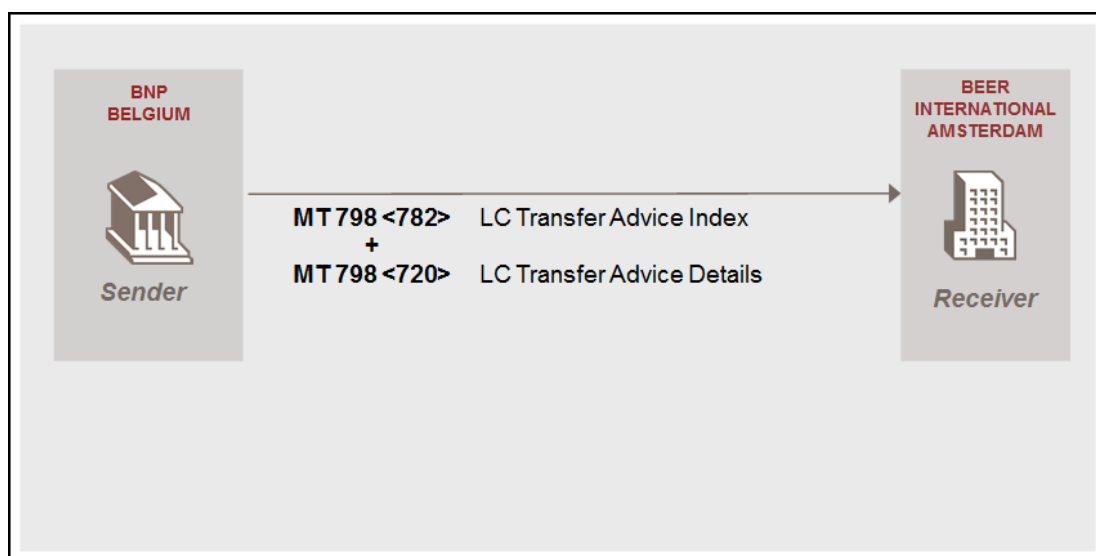 BNP
BELGIUM
Sender
MT 798 <782> LC Transfer Advice Index
+
MT 798 <720> LC Transfer Advice Details
BEER
INTERNATIONAL
AMSTERDAM
Receiver